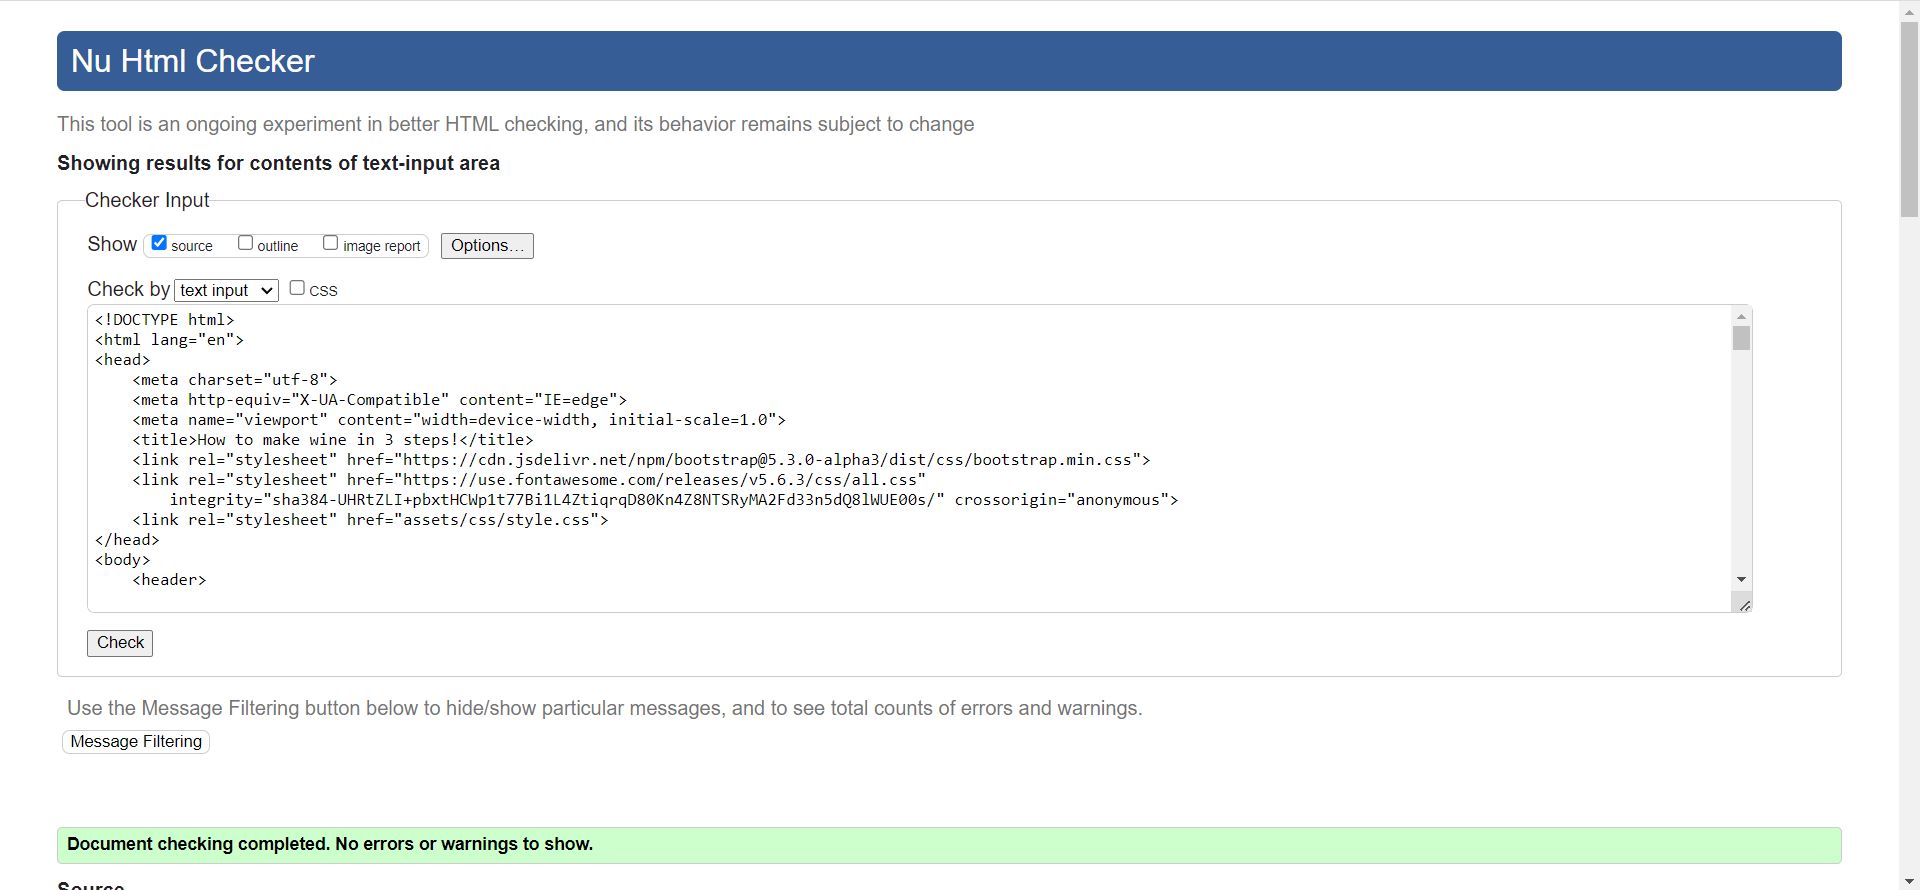 Nu Html Checker
This tool is an ongoing experiment in better HTML checking, and its behavior remains subject to change
Showing results for contents of text-input area
Checker Input
Show source outline image report Options...
Check by text input CSS
<!DOCTYPE html>
<html lang="en">
<head>
    <meta charset="utf-8">
    <meta http-equiv="X-UA-Compatible" content="IE=edge">
    <meta name="viewport" content="width=device-width, initial-scale=1.0">
    <title>How to make wine in 3 steps!</title>
    <link rel="stylesheet" href="https://cdn.jsdelivr.net/npm/bootstrap@5.3.0-alpha3/dist/css/bootstrap.min.css">
    <link rel="stylesheet" href="https://use.fontawesome.com/releases/v5.6.3/css/all.css"
        integrity="sha384-UHRtZLI+pbxtHCWp1t77Bi1L4ZtiqrqD80Kn4Z8NTSRyMA2Fd33n5dQ8lWUE00s/" crossorigin="anonymous">
    <link rel="stylesheet" href="assets/css/style.css">
</head>
<body>
    <header>
Check
Use the Message Filtering button below to hide/show particular messages, and to see total counts of errors and warnings.
Message Filtering
Document checking completed. No errors or warnings to show.
Source